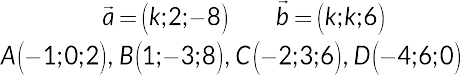 a⃗ = (k;2;−8) b⃗ = (k;k;6)
A(−1;0;2), B(1;−3;8), C(−2;3;6), D(−4;6;0)